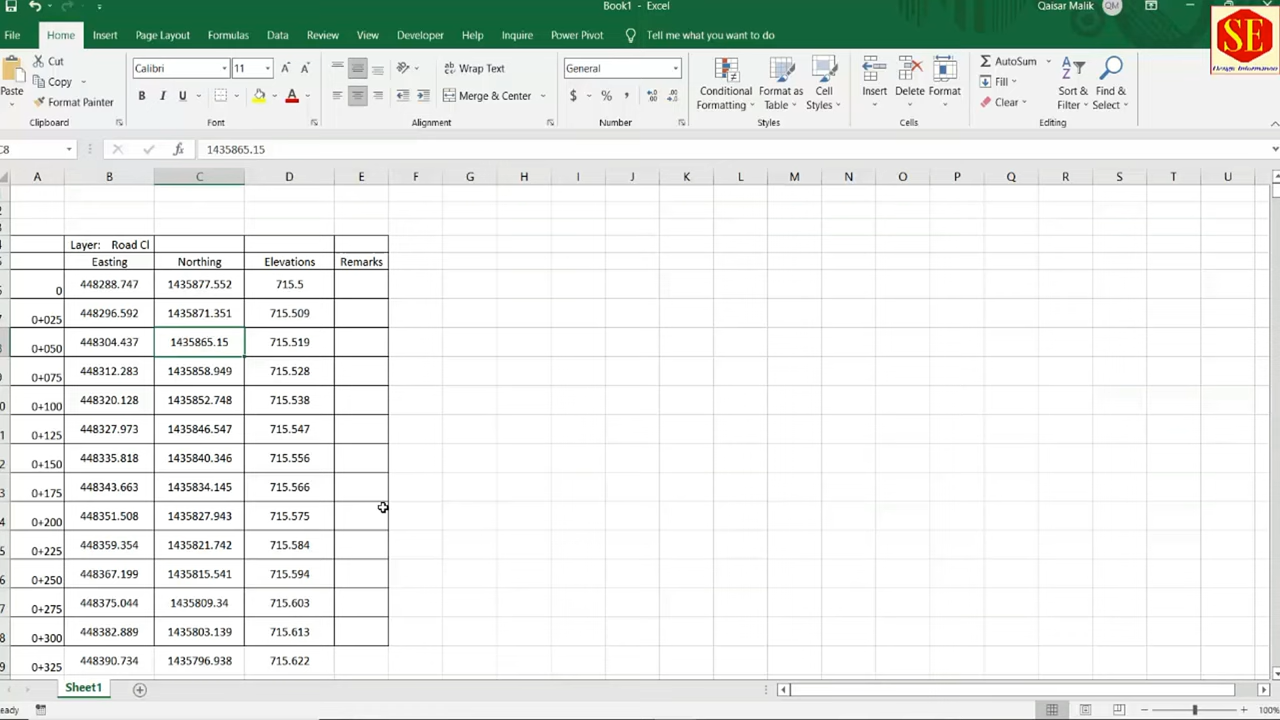 Book1 - Excel
Qaisar Malik QM
SE
Design Information
File Home Insert Page Layout Formulas Data Review View Developer Help Inquire Power Pivot Tell me what you want to do
Paste
Cut
Copy
Format Painter
Clipboard
Calibri 11
B I U A
Font
Wrap Text
Merge & Center
Alignment
General
$ % ,
Number
Conditional Formatting
Format as Table
Cell Styles
Styles
Insert Delete Format
Cells
AutoSum
Fill
Clear
Sort & Filter
Find & Select
Editing
C8 fx 1435865.15
A B C D E F G H I J K L M N O P Q R S T U
Layer: Road Cl
Easting Northing Elevations Remarks
0 448288.747 1435877.552 715.5
0+025 448296.592 1435871.351 715.509
0+050 448304.437 1435865.15 715.519
0+075 448312.283 1435858.949 715.528
0+100 448320.128 1435852.748 715.538
0+125 448327.973 1435846.547 715.547
0+150 448335.818 1435840.346 715.556
0+175 448343.663 1435834.145 715.566
0+200 448351.508 1435827.943 715.575
0+225 448359.354 1435821.742 715.584
0+250 448367.199 1435815.541 715.594
0+275 448375.044 1435809.34 715.603
0+300 448382.889 1435803.139 715.613
0+325 448390.734 1435796.938 715.622
Sheet1
eady 100%